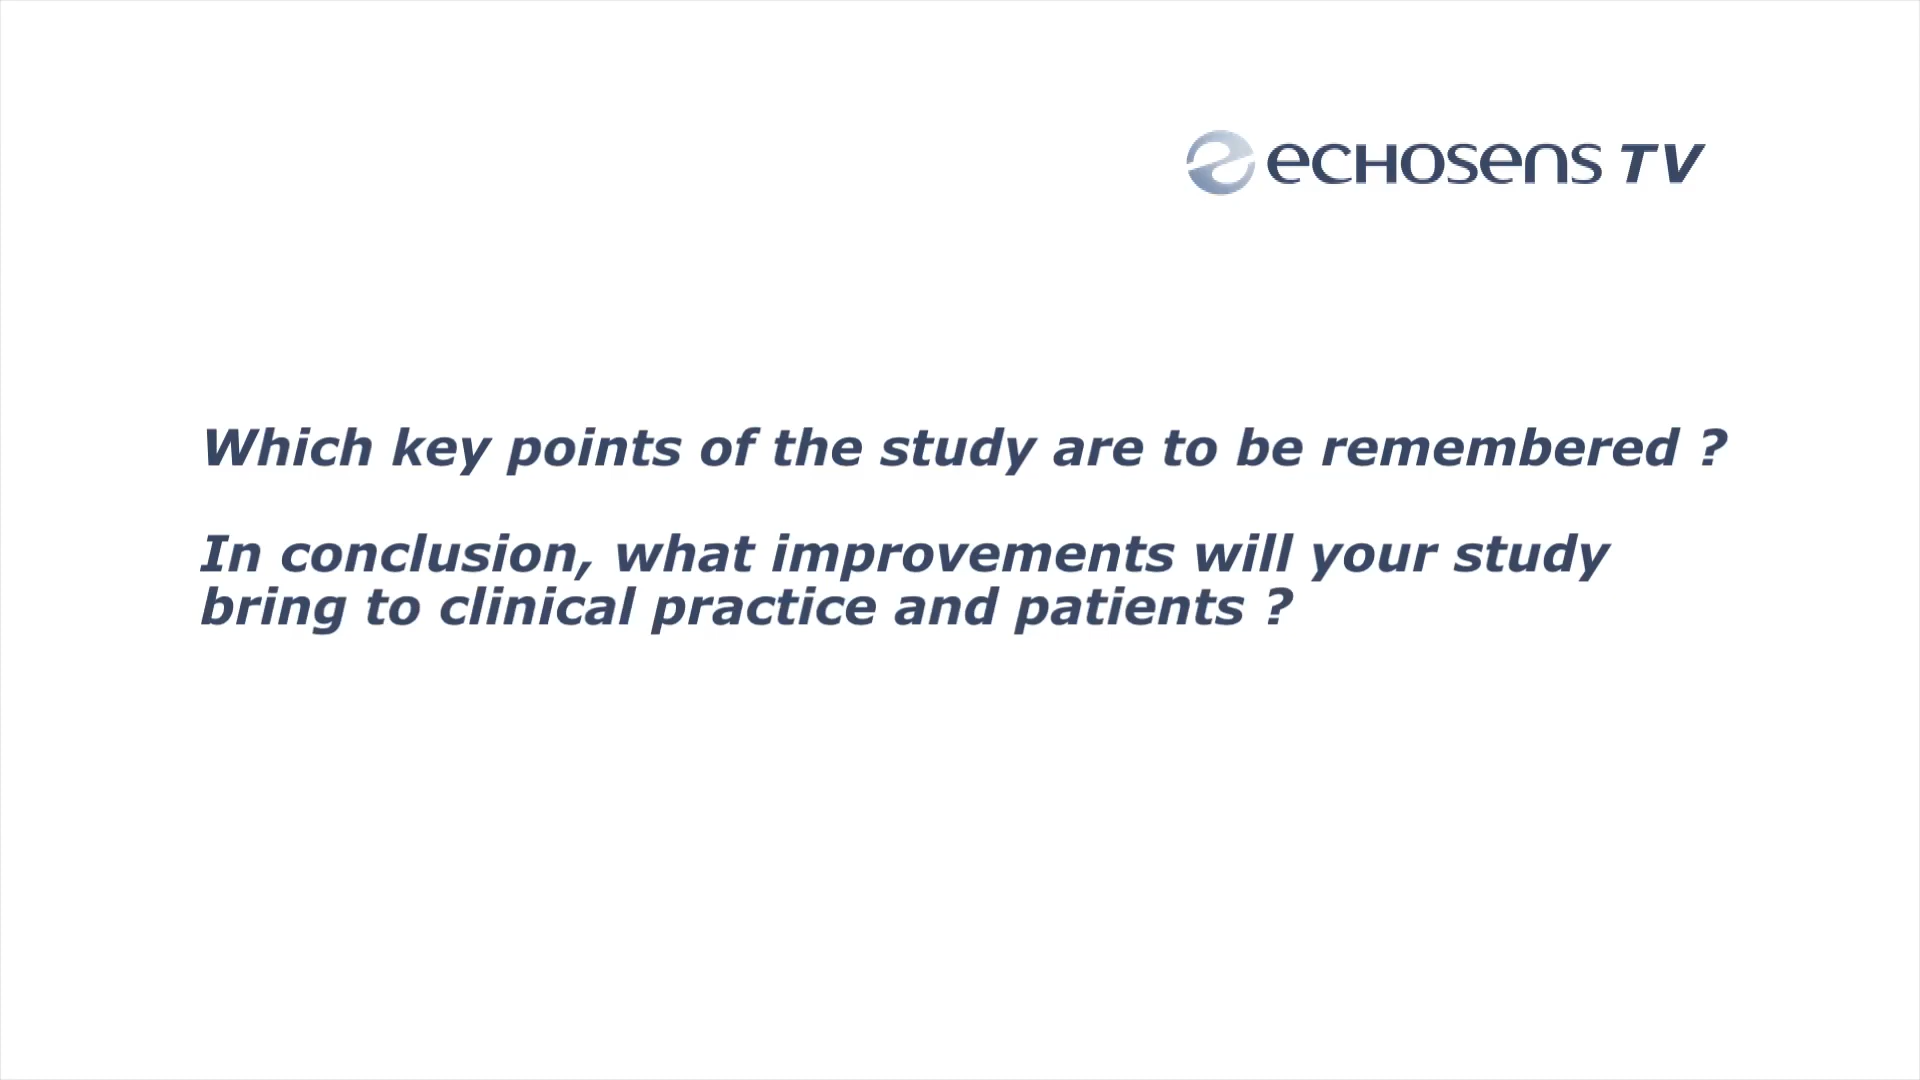 echosens TV
Which key points of the study are to be remembered ?
In conclusion, what improvements will your study
bring to clinical practice and patients ?